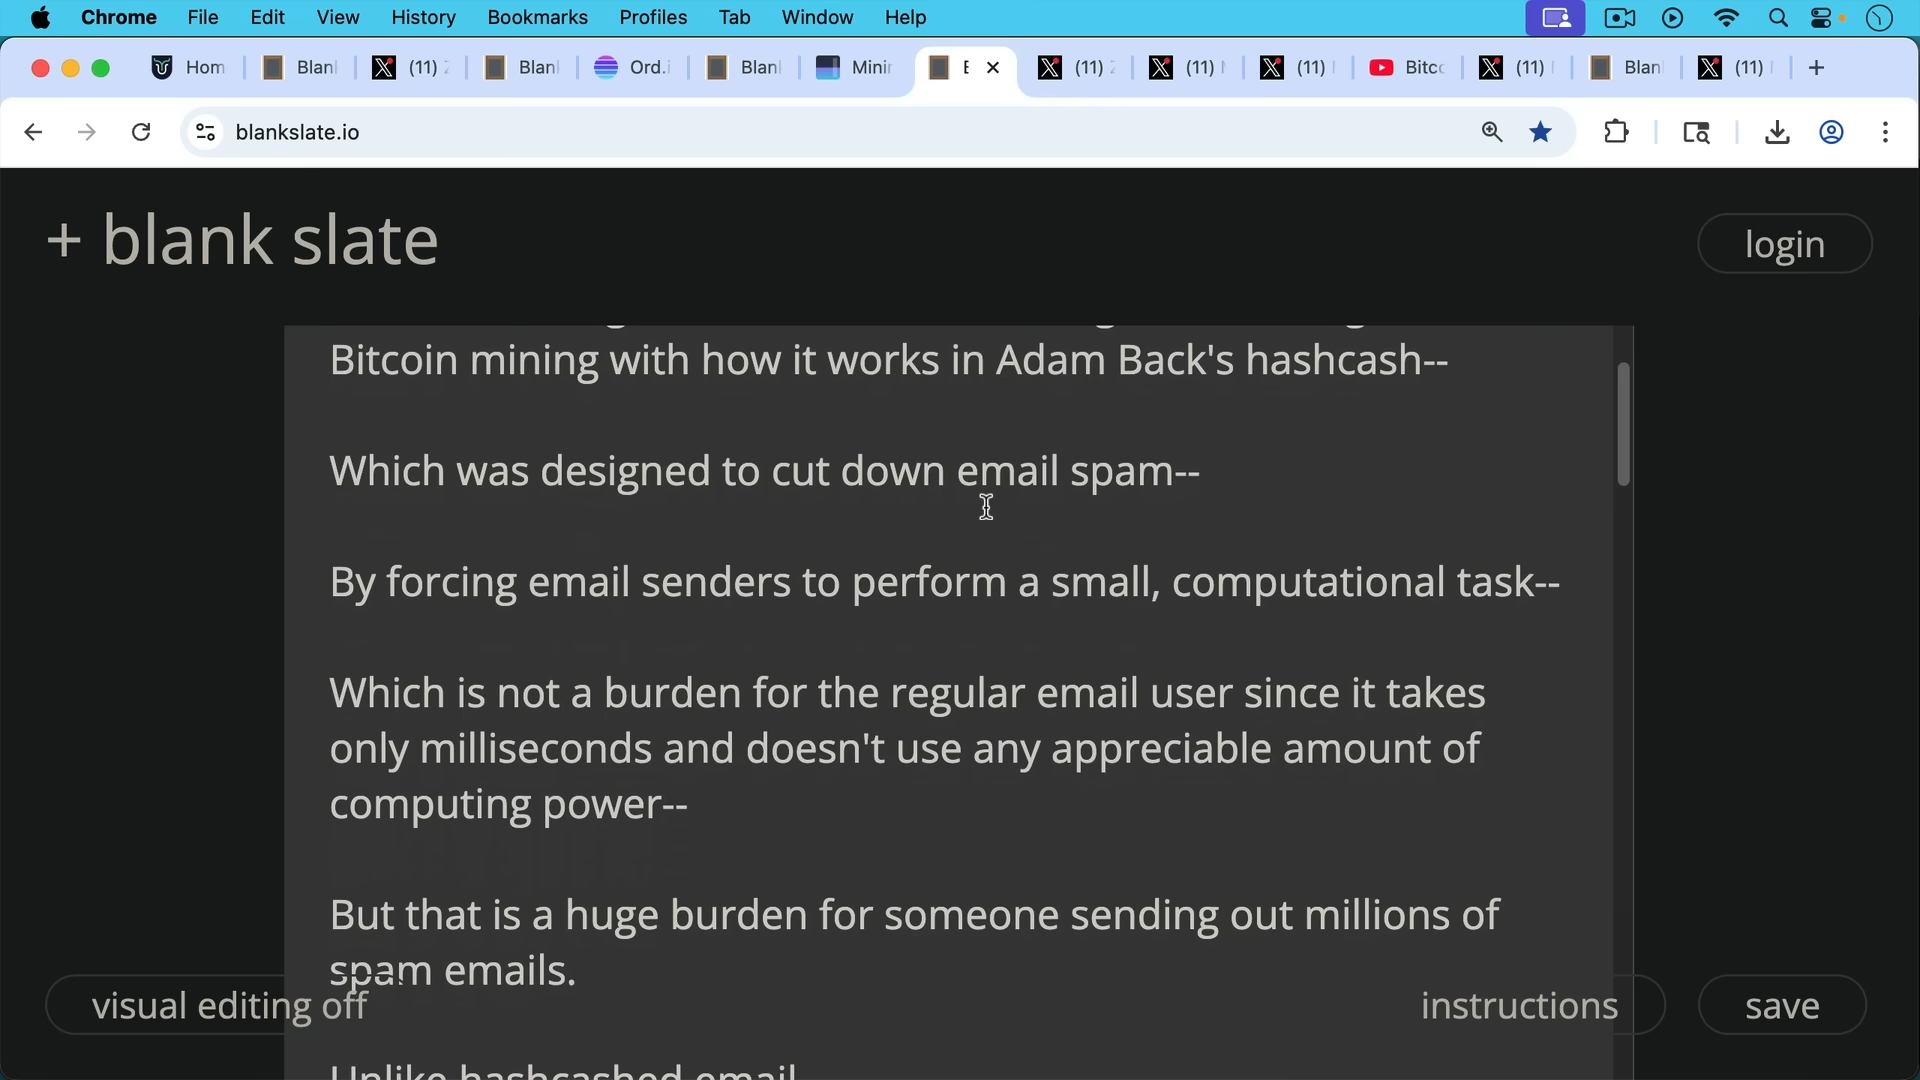 Chrome File Edit View History Bookmarks Profiles Tab Window Help
Hom Blan (11) Blan Ord.i Blan Minin E (11) (11) (11) Bitco (11) Blan (11)
blankslate.io
+ blank slate
login
Bitcoin mining with how it works in Adam Back's hashcash--
Which was designed to cut down email spam--
By forcing email senders to perform a small, computational task--
Which is not a burden for the regular email user since it takes
only milliseconds and doesn't use any appreciable amount of
computing power--
But that is a huge burden for someone sending out millions of
spam emails.
visual editing off
instructions
save
Unlike hashcashed email